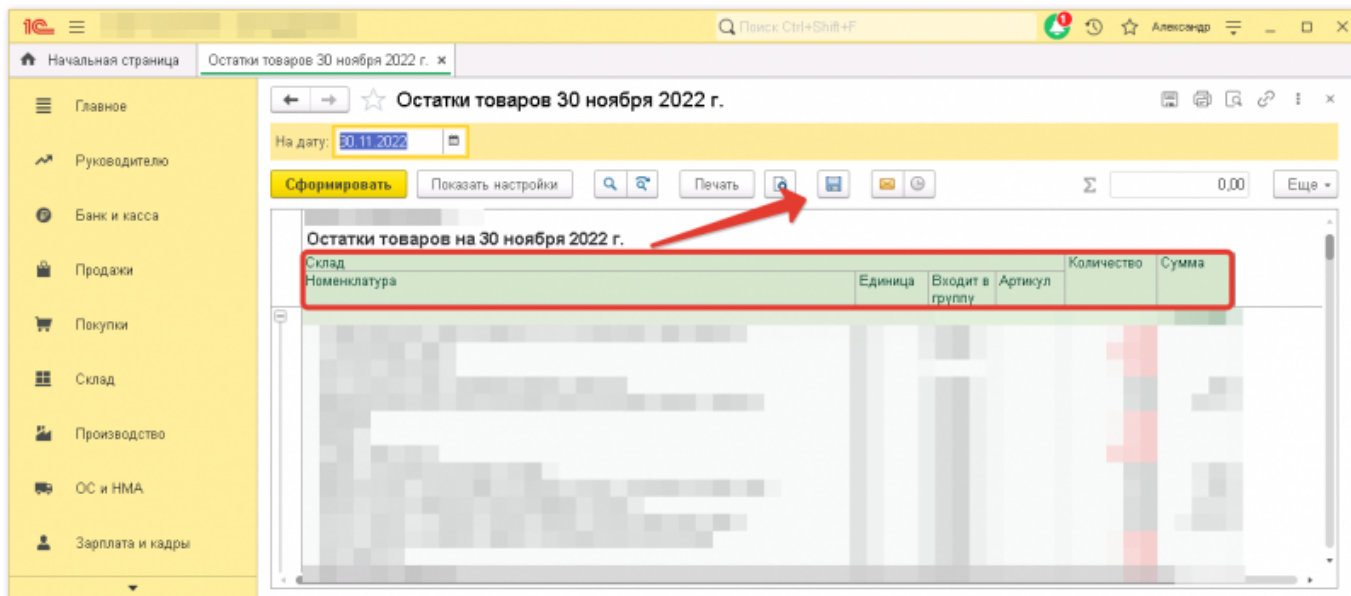 1С
Поиск Ctrl+Shift+F
1
Александр
Начальная страница
Остатки товаров 30 ноября 2022 г. ×
Главное
Руководителю
Банк и касса
Продажи
Покупки
Склад
Производство
ОС и НМА
Зарплата и кадры
Остатки товаров 30 ноября 2022 г.
На дату: 30.11.2022
Сформировать Показать настройки Печать Σ 0,00 Еще
Остатки товаров на 30 ноября 2022 г.
Склад Количество Сумма
Номенклатура Единица Входит в Артикул
группу